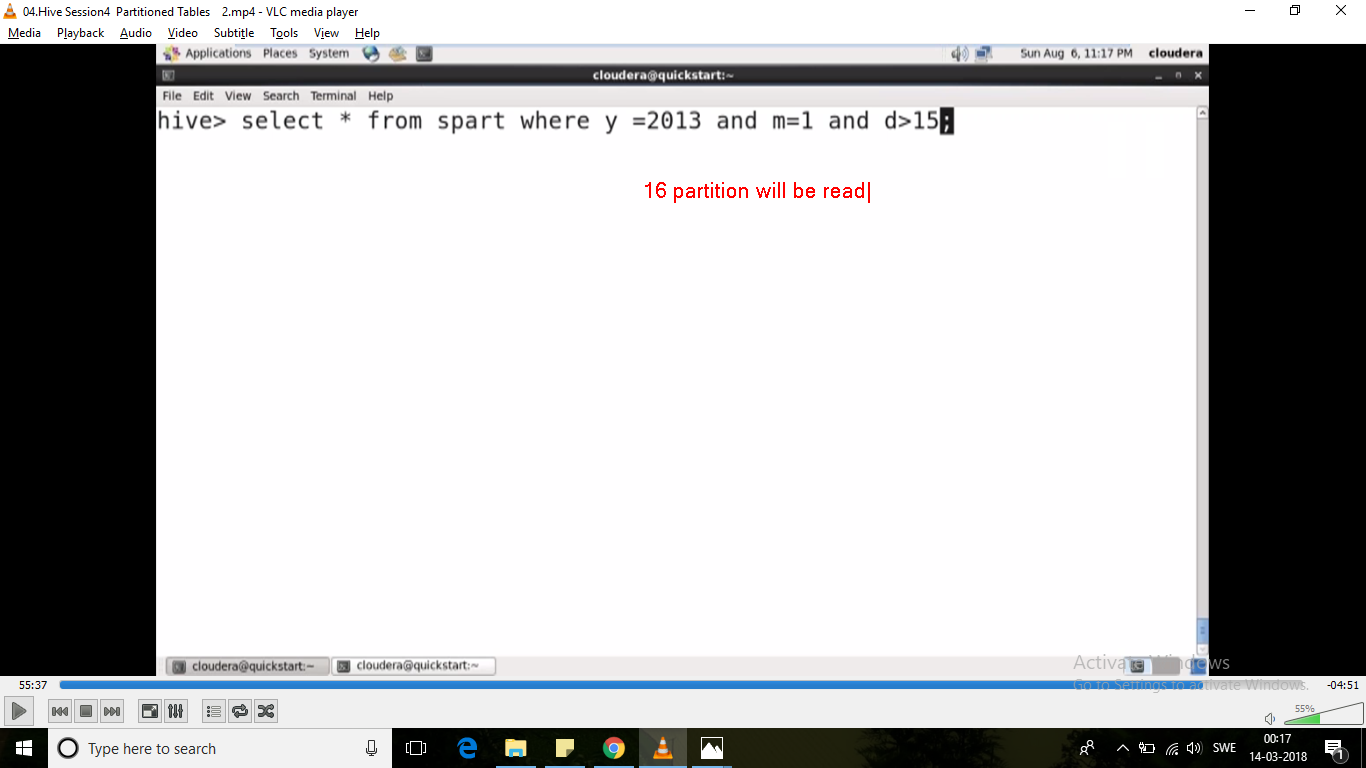 04.Hive Session4 Partitioned Tables 2.mp4 - VLC media player
Media Playback Audio Video Subtitle Tools View Help
Applications Places System Sun Aug 6, 11:17 PM cloudera
cloudera@quickstart:~
File Edit View Search Terminal Help
hive> select * from spart where y =2013 and m=1 and d>15;
16 partition will be read
cloudera@quickstart:~ cloudera@quickstart:~
Activate Windows
Go to Settings to activate Windows.
55:37 -04:51
55%
Type here to search SWE 00:17
14-03-2018 1